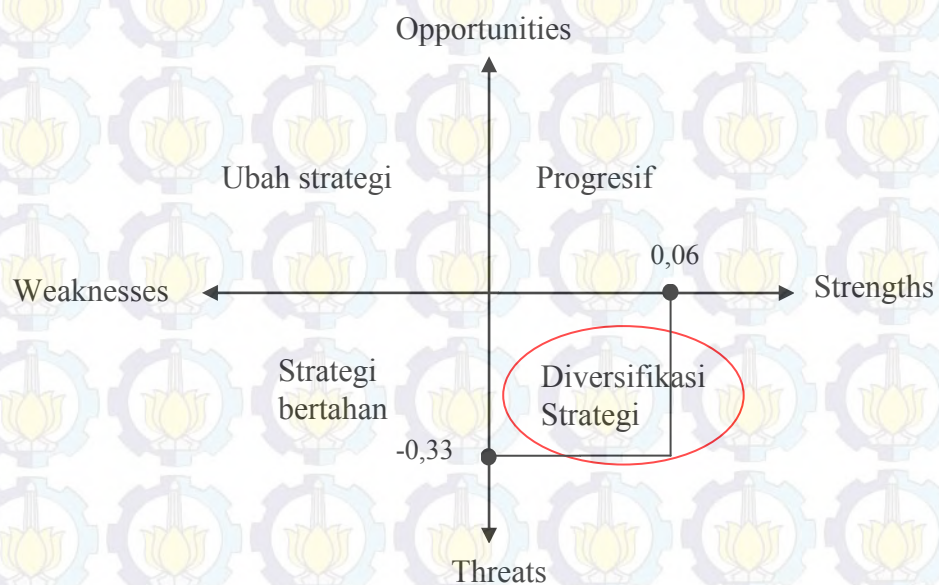 Opportunities
Ubah strategi
Progresif
0,06
Weaknesses
Strengths
Strategi
bertahan
Diversifikasi
Strategi
-0,33
Threats